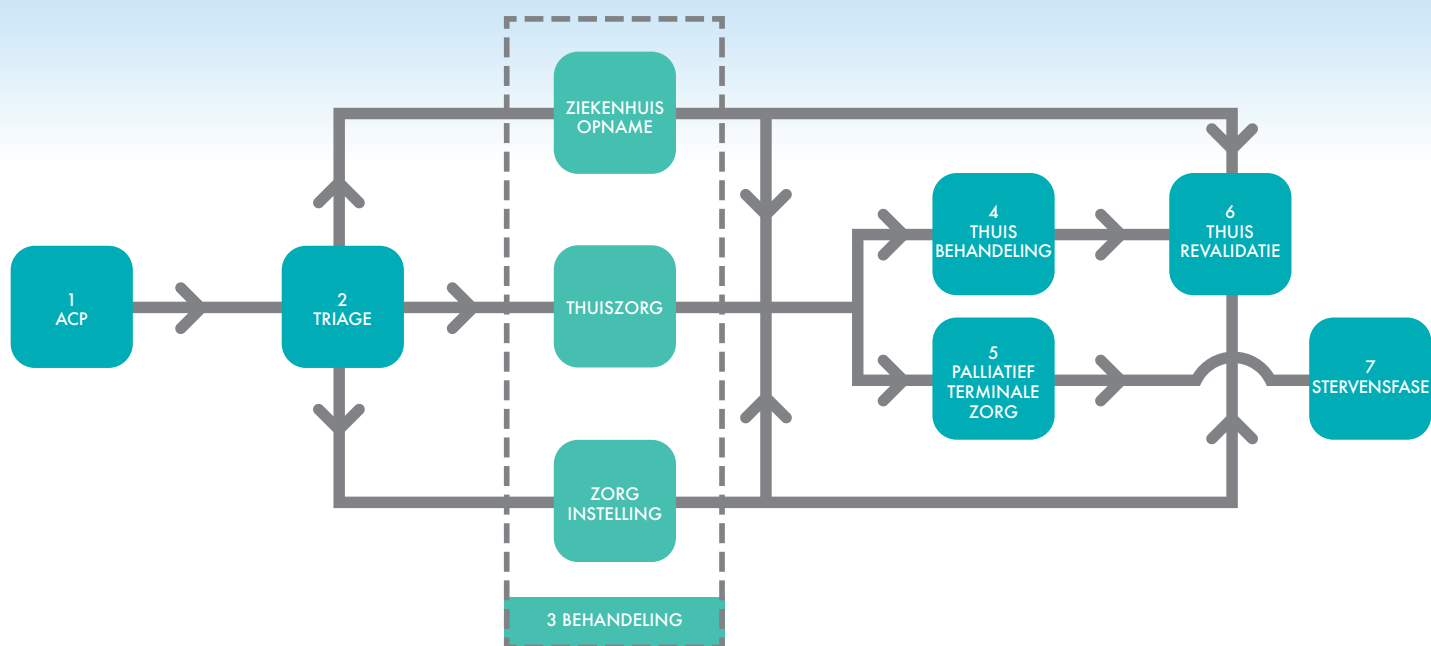 1
ACP
2
TRIAGE
ZIEKENHUIS
OPNAME
THUISZORG
ZORG
INSTELLING
3 BEHANDELING
4
THUIS
BEHANDELING
5
PALLIATIEF
TERMINALE
ZORG
6
THUIS
REVALIDATIE
7
STERVENSFASE